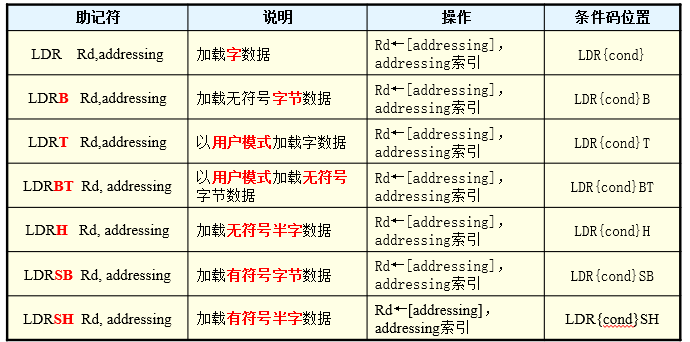 助记符 说明 操作 条件码位置
LDR Rd,addressing 加载字数据 Rd←[addressing],
addressing索引 LDR{cond}
LDRB Rd,addressing 加载无符号字节数据 Rd←[addressing],
addressing索引 LDR{cond}B
LDRT Rd,addressing 以用户模式加载字数据 Rd←[addressing],
addressing索引 LDR{cond}T
LDRBT Rd, addressing 以用户模式加载无符号
字节数据 Rd←[addressing],
addressing索引 LDR{cond}BT
LDRH Rd, addressing 加载无符号半字数据 Rd←[addressing],
addressing索引 LDR{cond}H
LDRSB Rd, addressing 加载有符号字节数据 Rd←[addressing],
addressing索引 LDR{cond}SB
LDRSH Rd, addressing 加载有符号半字数据 Rd←[addressing],
addressing索引 LDR{cond}SH